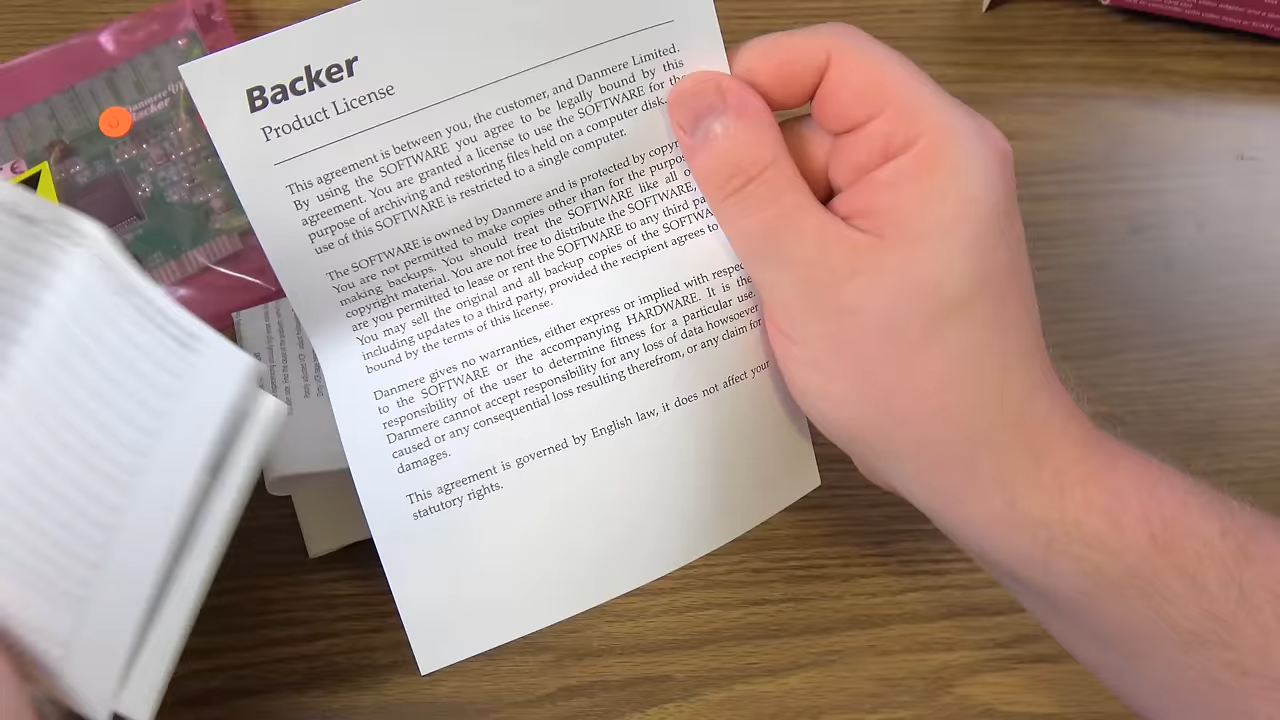 Backer
Product License
This agreement is between you, the customer, and Danmere Limited.
By using the SOFTWARE you agree to be legally bound by this
agreement. You are granted a license to use the SOFTWARE for the
purpose of archiving and restoring files held on a computer disk.
use of this SOFTWARE is restricted to a single computer.
The SOFTWARE is owned by Danmere and is protected by
You are not permitted to make copies other than for the
making backups. You should treat the SOFTWARE like all
copyright material. You are not free to distribute the SOFTWARE,
are you permitted to lease or rent the SOFTWARE to any third
You may sell the original and all backup copies of the
including updates to a third party, provided the recipient agrees to
bound by the terms of this license.
Danmere gives no warranties, either express or implied with
to the SOFTWARE or the accompanying HARDWARE. It is the
responsibility of the user to determine fitness for a particular use.
Danmere cannot accept responsibility for any loss of data howsoever
caused or any consequential loss resulting therefrom, or any claim for
damages.
This agreement is governed by English law, it does not affect your
statutory rights.
Danmere
Backer